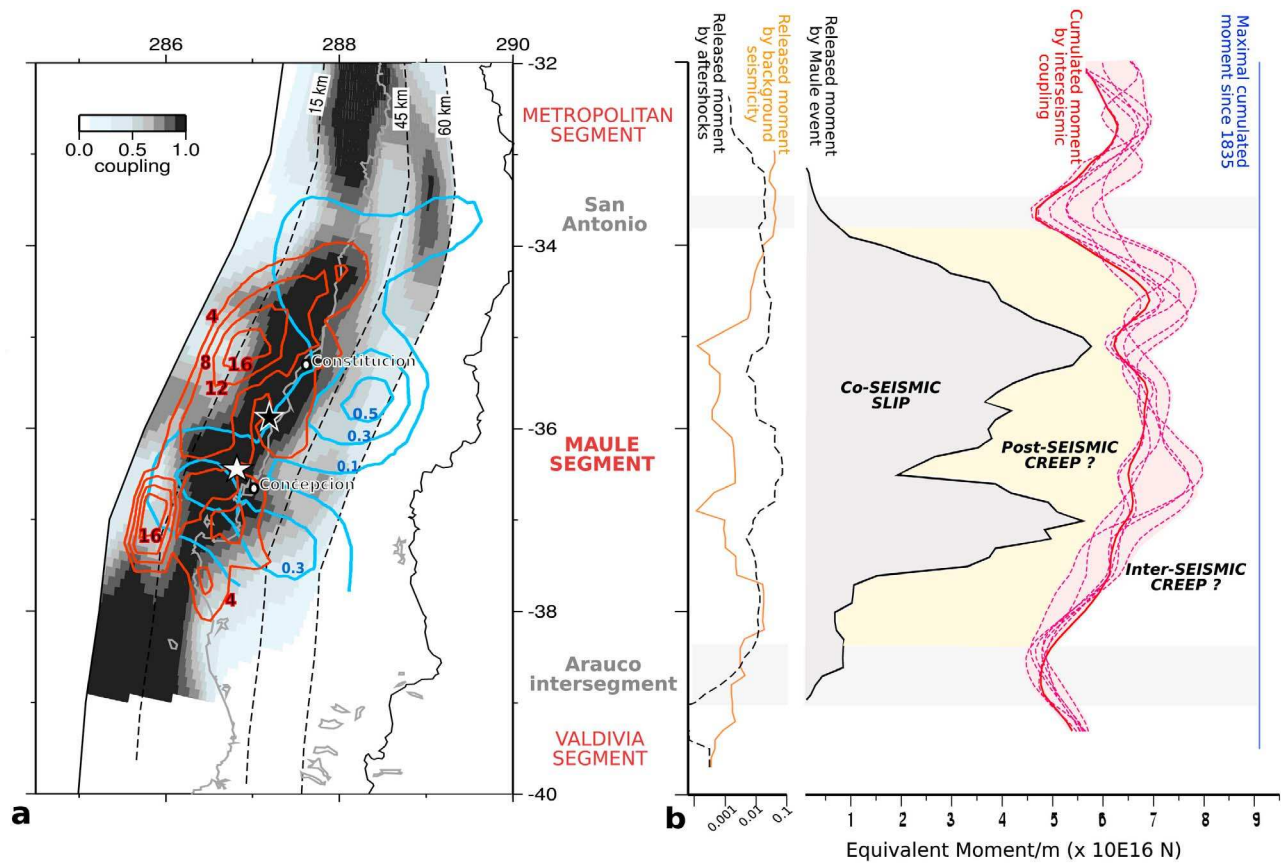 286
288
290
-32
-34
-36
-38
-40
0.0
0.5
1.0
coupling
15 km
45 km
60 km
4
8
16
12
16
4
0.5
0.3
0.1
0.3
Constitucion
Concepcion
a
METROPOLITAN
SEGMENT
San
Antonio
MAULE
SEGMENT
Arauco
intersegment
VALDIVIA
SEGMENT
Released moment
by aftershocks
Released moment
by background
seismicity
Released moment
by Maule event
Cumulated moment
by interseismic
coupling
Maximal cumulated
moment since 1835
Co-SEISMIC
SLIP
Post-SEISMIC
CREEP ?
Inter-SEISMIC
CREEP ?
b
0.001
0.01
0.1
1
2
3
4
5
6
7
8
9
Equivalent Moment/m (x 10E16 N)